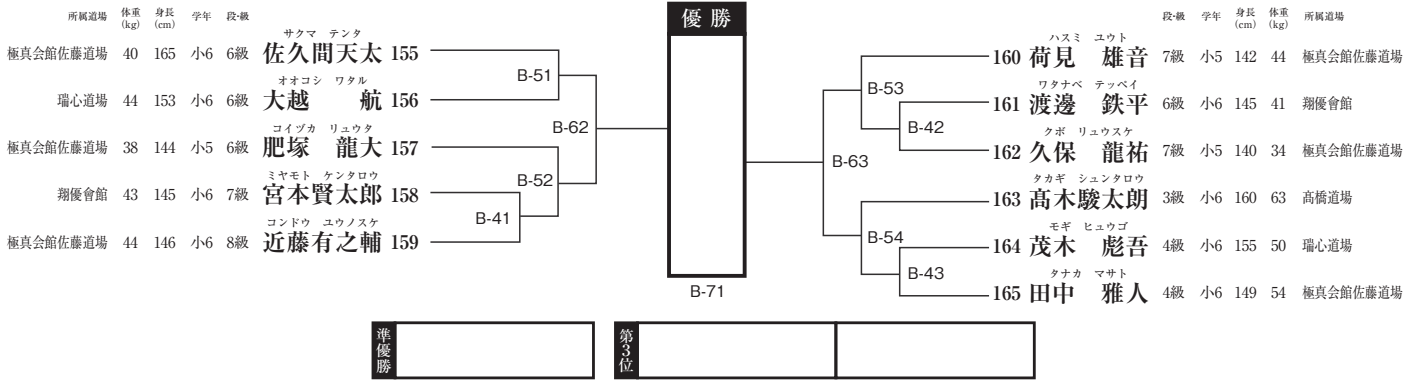 所属道場 体重(kg) 身長(cm) 学年 段・級
サクマ テンタ
極真会館佐藤道場 40 165 小6 6級 佐久間天太 155
オオコシ ワタル
瑞心道場 44 153 小6 6級 大越 航 156
コイヅカ リュウタ
極真会館佐藤道場 38 144 小5 6級 肥塚 龍大 157
ミヤモト ケンタロウ
翔優會館 43 145 小6 7級 宮本賢太郎 158
コンドウ ユウノスケ
極真会館佐藤道場 44 146 小6 8級 近藤有之輔 159
B-51
B-62
B-52
B-41
優勝
B-71
B-53
B-42
B-63
B-54
B-43
段・級 学年 身長(cm) 体重(kg) 所属道場
ハスミ ユウト
160 荷見 雄音 7級 小5 142 44 極真会館佐藤道場
ワタナベ テッペイ
161 渡邊 鉄平 6級 小6 145 41 翔優會館
クボ リュウスケ
162 久保 龍祐 7級 小5 140 34 極真会館佐藤道場
タカギ シュンタロウ
163 髙木駿太朗 3級 小6 160 63 髙橋道場
モギ ヒュウゴ
164 茂木 彪吾 4級 小6 155 50 瑞心道場
タナカ マサト
165 田中 雅人 4級 小6 149 54 極真会館佐藤道場
準優勝
第3位